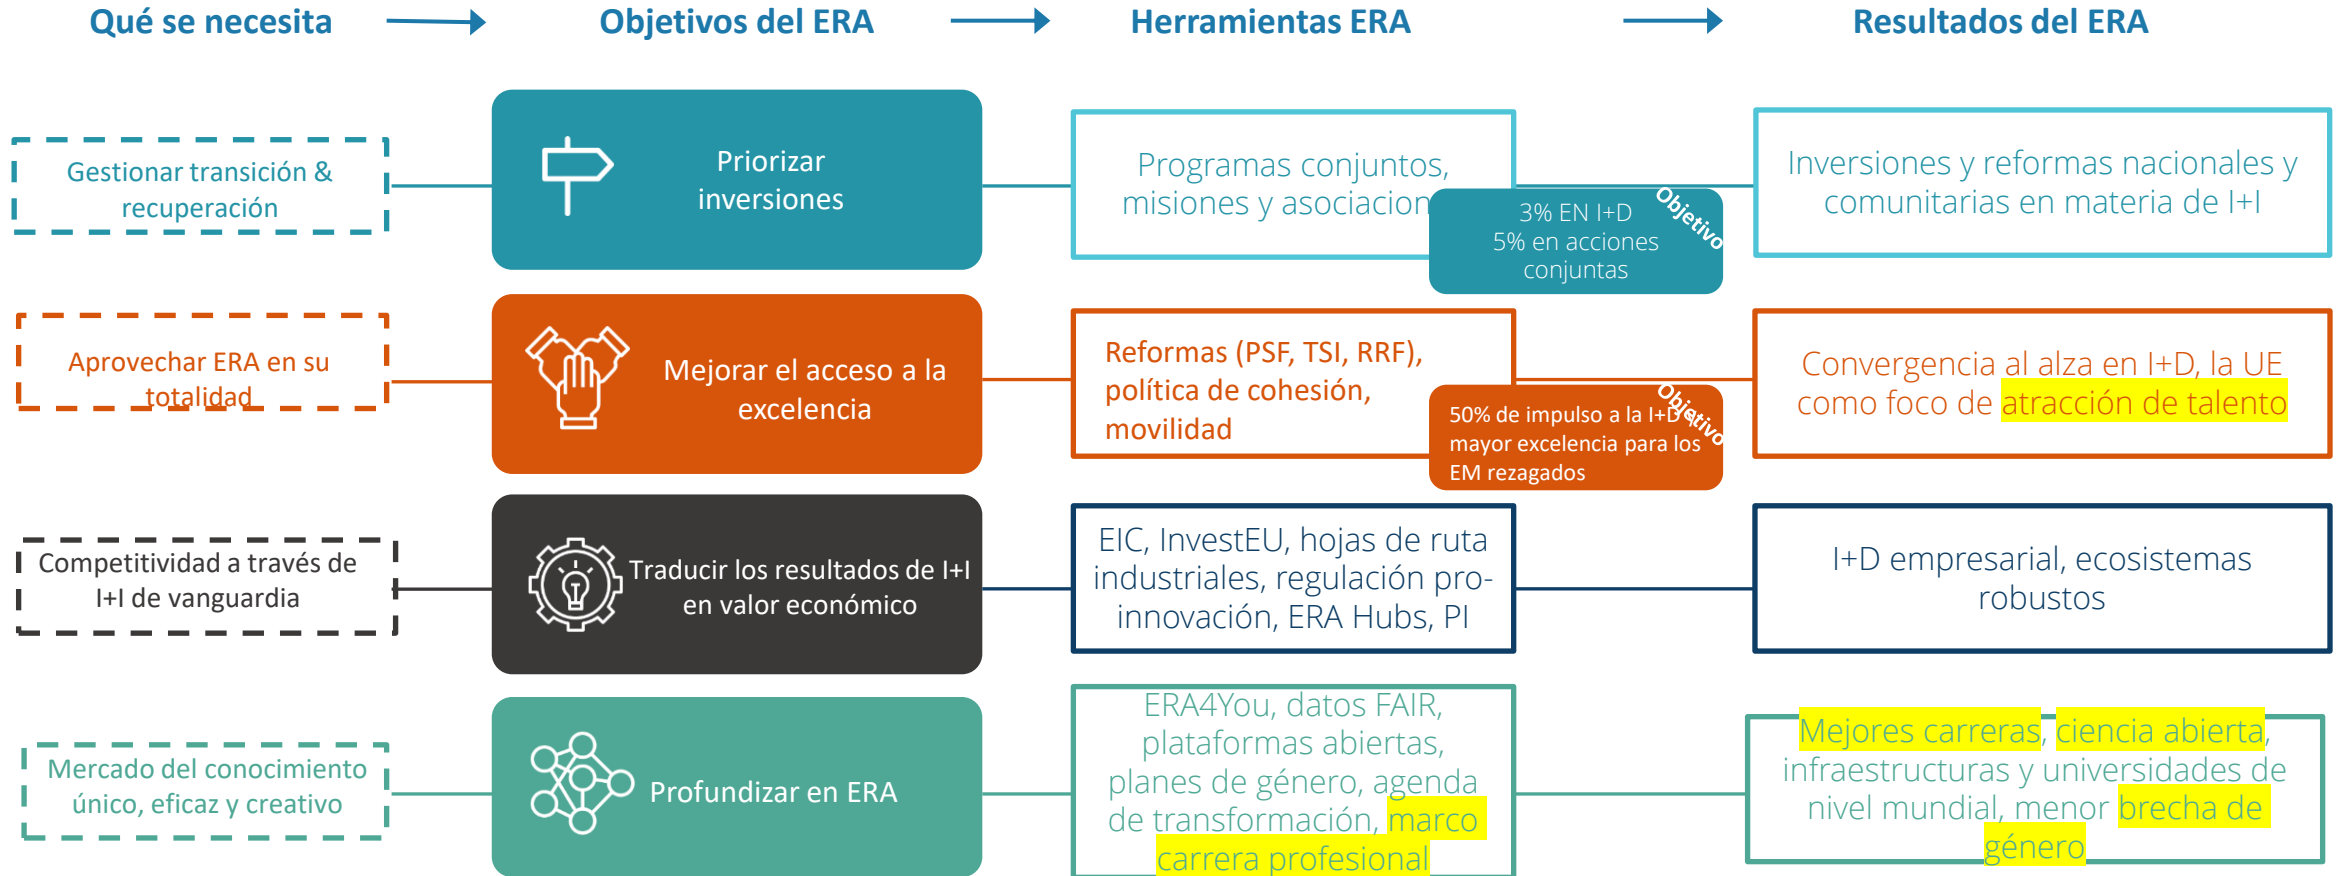 Qué se necesita
Objetivos del ERA
Herramientas ERA
Resultados del ERA
Gestionar transición &
recuperación
Priorizar
inversiones
Programas conjuntos,
misiones y asociacion
Objetivo
3% EN I+D
5% en acciones
conjuntas
Inversiones y reformas nacionales y
comunitarias en materia de I+I
Aprovechar ERA en su
totalidad
Mejorar el acceso a la
excelencia
Reformas (PSF, TSI, RRF),
política de cohesión,
movilidad
Objetivo
50% de impulso a la I+D
mayor excelencia para los
EM rezagados
Convergencia al alza en I+D, la UE
como foco de atracción de talento
Competitividad a través de
I+I de vanguardia
Traducir los resultados de I+I
en valor económico
EIC, InvestEU, hojas de ruta
industriales, regulación pro-
innovación, ERA Hubs, PI
I+D empresarial, ecosistemas
robustos
Mercado del conocimiento
único, eficaz y creativo
Profundizar en ERA
ERA4You, datos FAIR,
plataformas abiertas,
planes de género, agenda
de transformación, marco
carrera profesional
Mejores carreras, ciencia abierta,
infraestructuras y universidades de
nivel mundial, menor brecha de
género